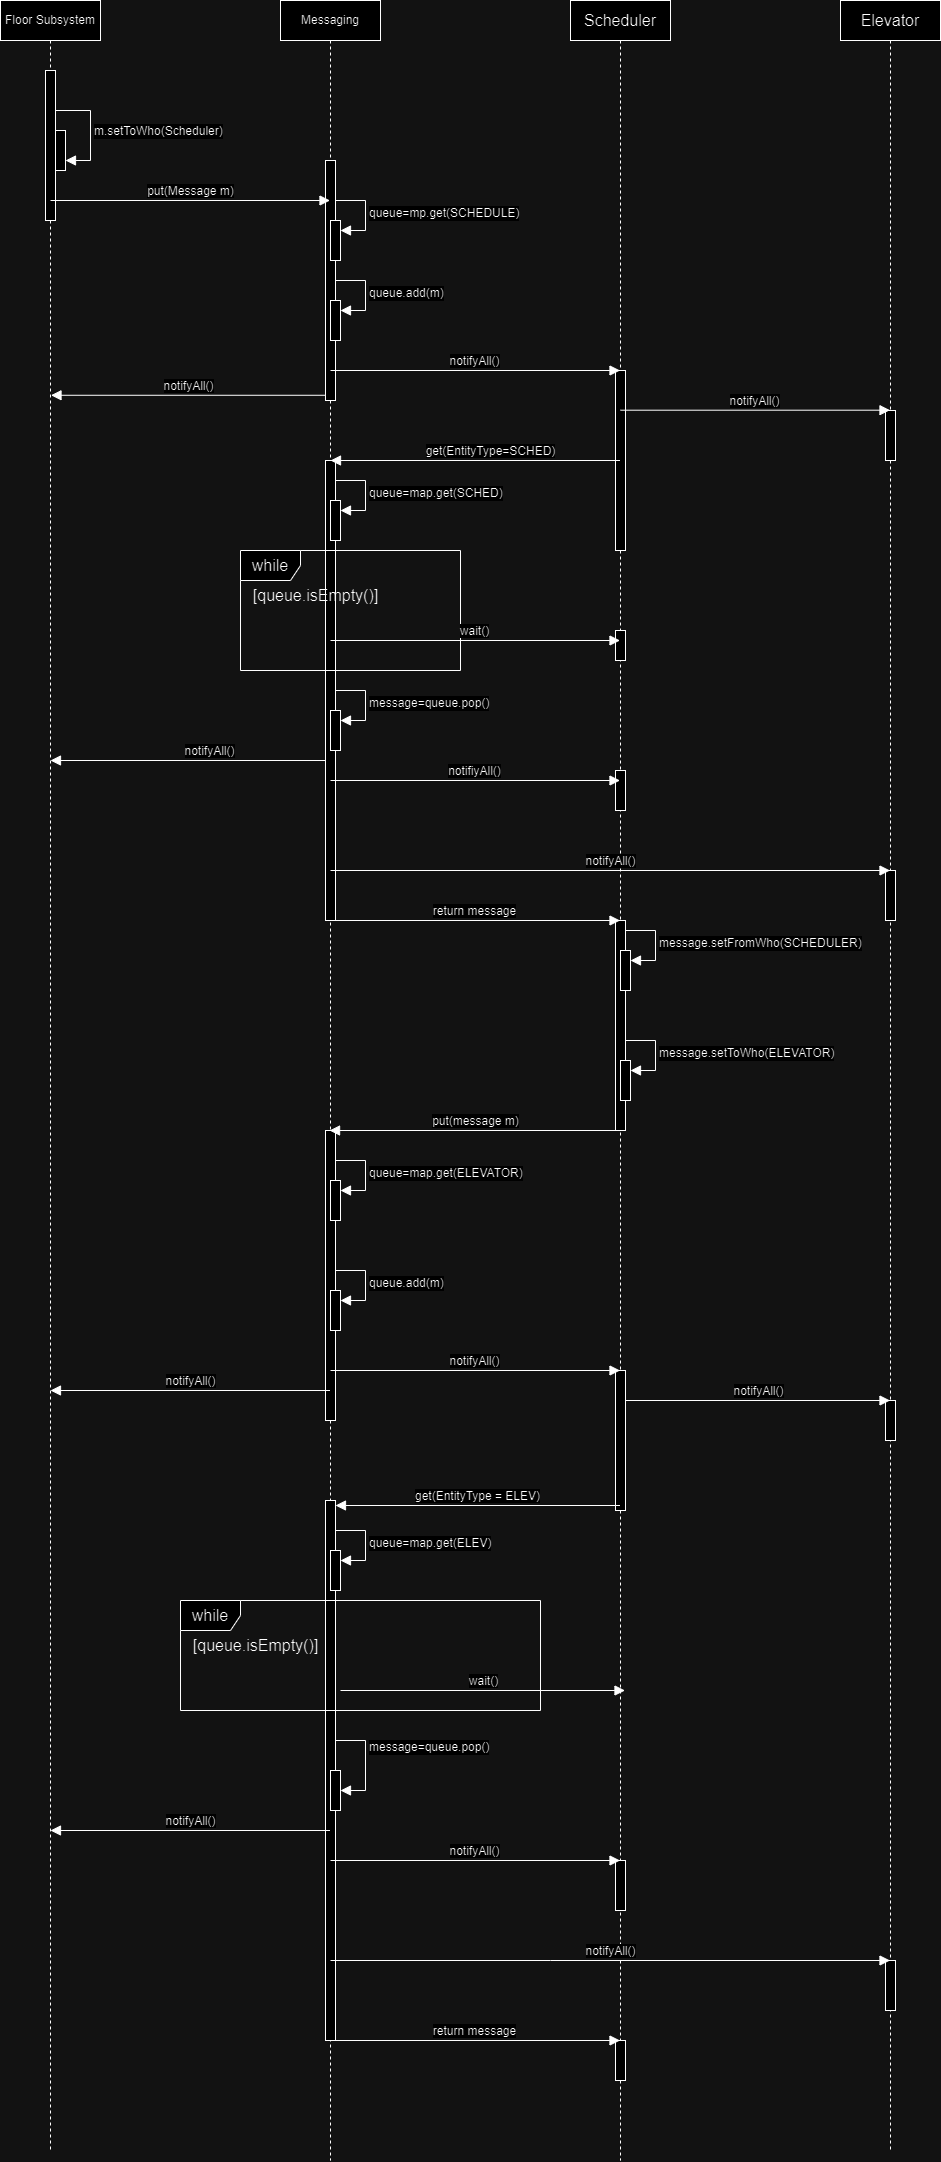 Floor Subsystem
Messaging
Scheduler
Elevator
m.setToWho(Scheduler)
put(Message m)
queue=mp.get(SCHEDULE)
queue.add(m)
notifyAll()
notifyAll()
notifyAll()
get(EntityType=SCHED)
queue=map.get(SCHED)
while
[queue.isEmpty()]
wait()
message=queue.pop()
notifyAll()
notifiyAll()
notifyAll()
return message
message.setFromWho(SCHEDULER)
message.setToWho(ELEVATOR)
put(message m)
queue=map.get(ELEVATOR)
queue.add(m)
notifyAll()
notifyAll()
notifyAll()
get(EntityType = ELEV)
queue=map.get(ELEV)
while
[queue.isEmpty()]
wait()
message=queue.pop()
notifyAll()
notifyAll()
notifyAll()
return message